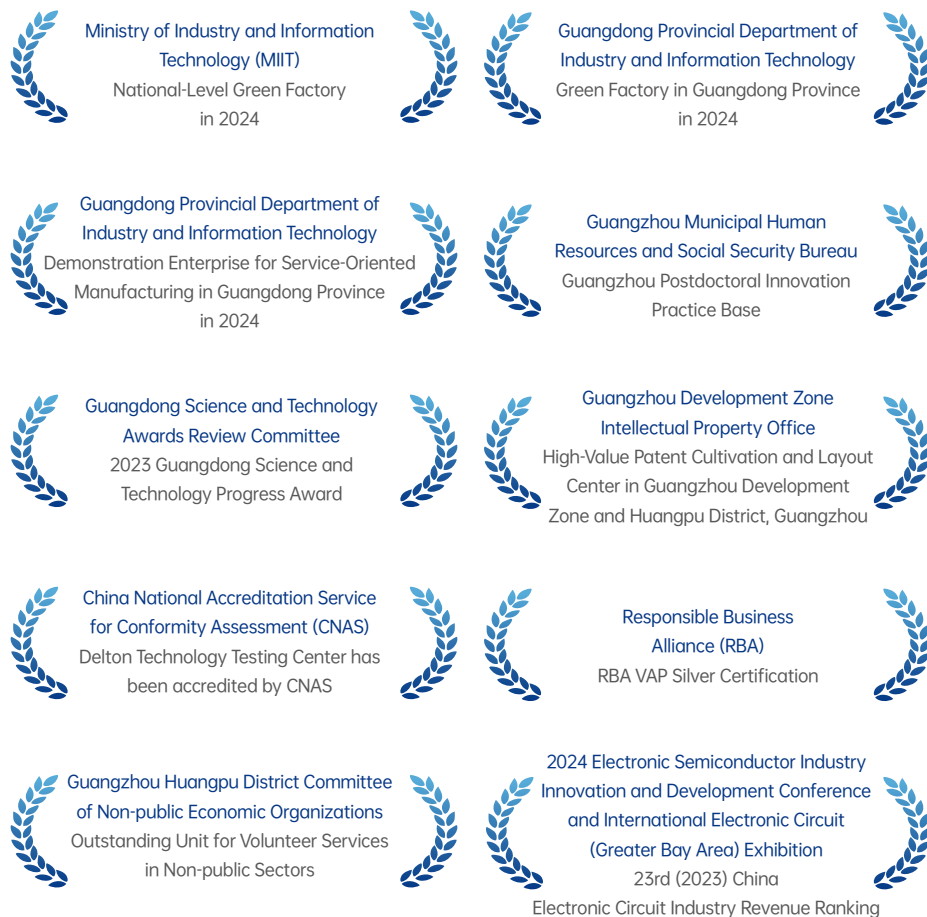 Ministry of Industry and Information
Technology (MIIT)
National-Level Green Factory
in 2024
Guangdong Provincial Department of
Industry and Information Technology
Green Factory in Guangdong Province
in 2024
Guangdong Provincial Department of
Industry and Information Technology
Demonstration Enterprise for Service-Oriented
Manufacturing in Guangdong Province
in 2024
Guangzhou Municipal Human
Resources and Social Security Bureau
Guangzhou Postdoctoral Innovation
Practice Base
Guangdong Science and Technology
Awards Review Committee
2023 Guangdong Science and
Technology Progress Award
Guangzhou Development Zone
Intellectual Property Office
High-Value Patent Cultivation and Layout
Center in Guangzhou Development
Zone and Huangpu District, Guangzhou
China National Accreditation Service
for Conformity Assessment (CNAS)
Delton Technology Testing Center has
been accredited by CNAS
Responsible Business
Alliance (RBA)
RBA VAP Silver Certification
Guangzhou Huangpu District Committee
of Non-public Economic Organizations
Outstanding Unit for Volunteer Services
in Non-public Sectors
2024 Electronic Semiconductor Industry
Innovation and Development Conference
and International Electronic Circuit
(Greater Bay Area) Exhibition
23rd (2023) China
Electronic Circuit Industry Revenue Ranking